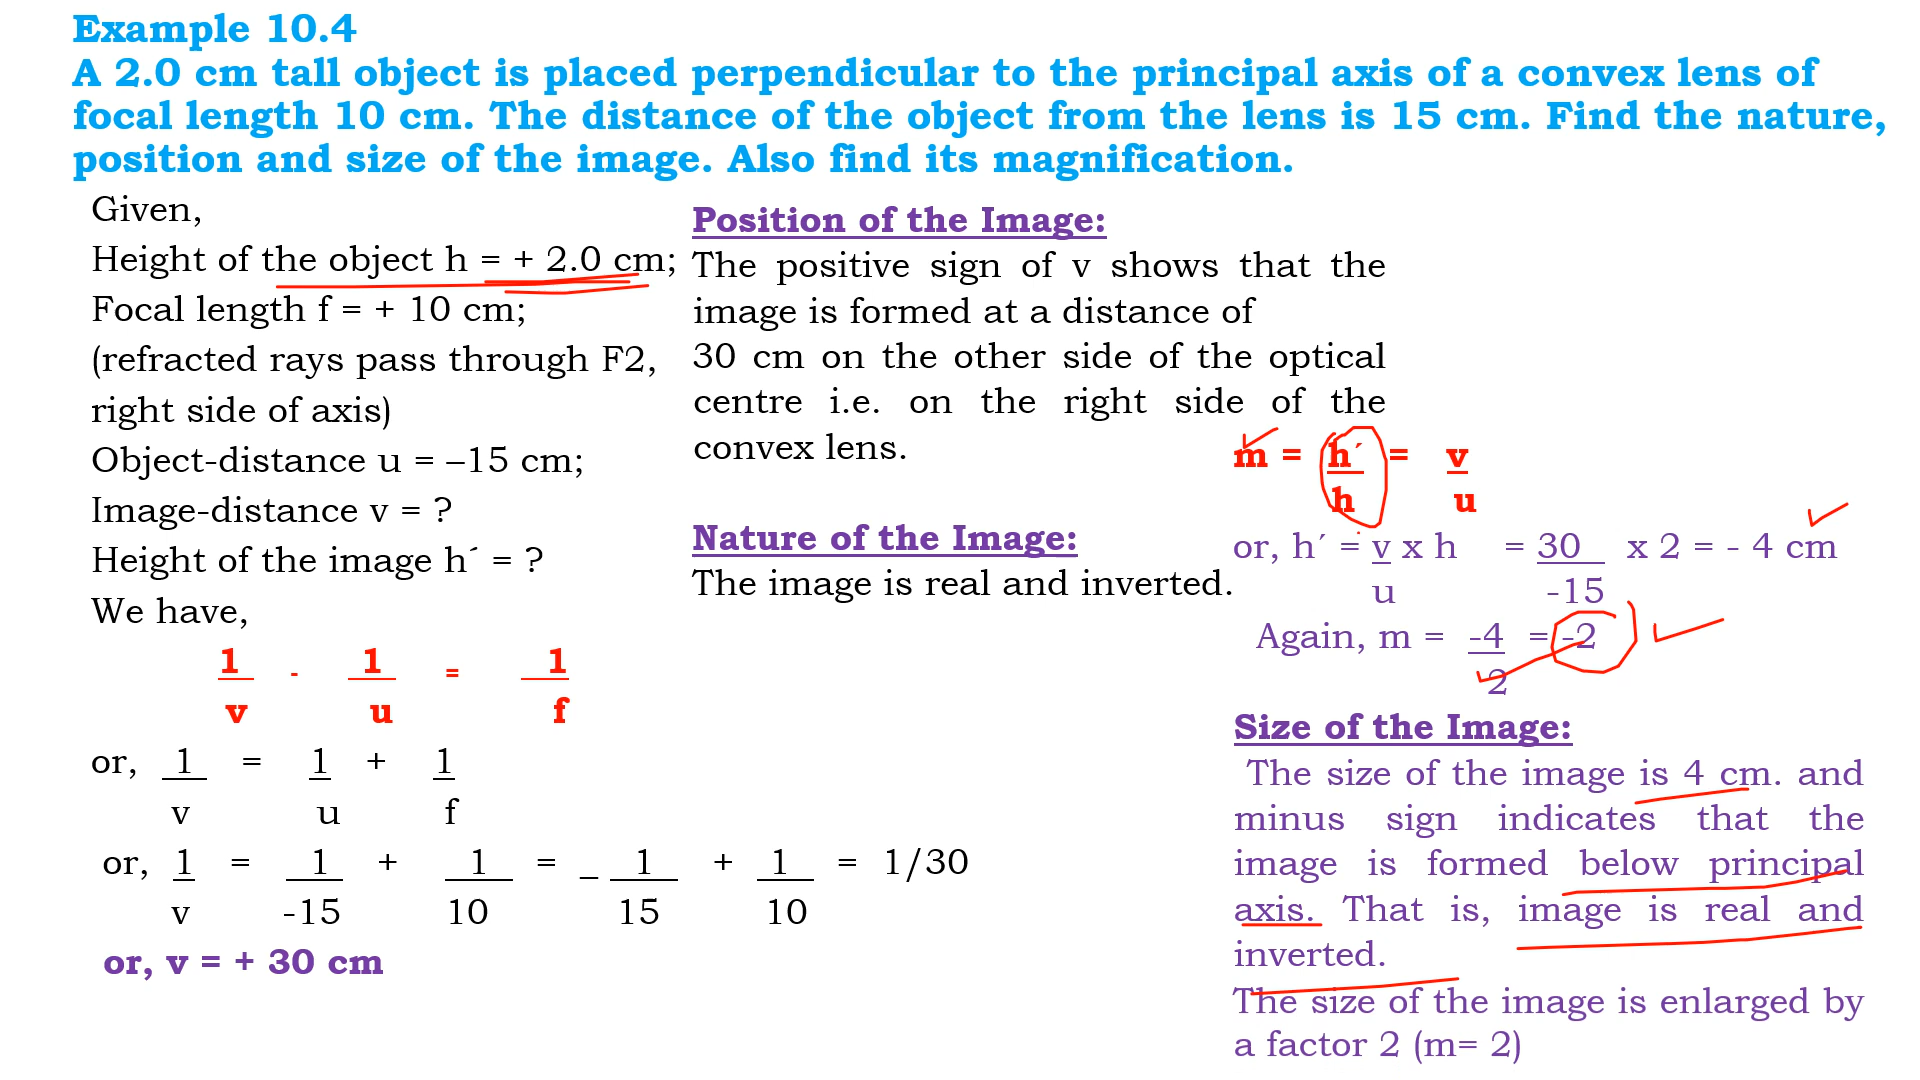 Example 10.4
A 2.0 cm tall object is placed perpendicular to the principal axis of a convex lens of
focal length 10 cm. The distance of the object from the lens is 15 cm. Find the nature,
position and size of the image. Also find its magnification.
Given,
Height of the object h = + 2.0 cm;
Focal length f = + 10 cm;
(refracted rays pass through F2,
right side of axis)
Object-distance u = –15 cm;
Image-distance v = ?
Height of the image h´ = ?
We have,
1 - 1 = 1
v u f
or, 1 = 1 + 1
v u f
or, 1 = 1 + 1 = _ 1 + 1 = 1/30
v -15 10 15 10
or, v = + 30 cm
Position of the Image:
The positive sign of v shows that the
image is formed at a distance of
30 cm on the other side of the optical
centre i.e. on the right side of the
convex lens.
Nature of the Image:
The image is real and inverted.
m = h´ = v
h u
or, h´ = v x h = 30 x 2 = - 4 cm
u -15
Again, m = -4 = -2
2
Size of the Image:
The size of the image is 4 cm. and
minus sign indicates that the
image is formed below principal
axis. That is, image is real and
inverted.
The size of the image is enlarged by
a factor 2 (m= 2)